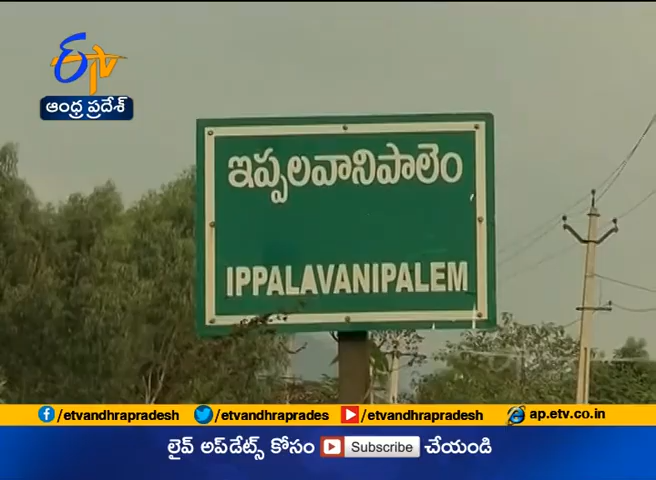 etv
ఆంధ్ర ప్రదేశ్
ఇప్పలవానిపాలెం
IPPALAVANIPALEM
/etvandhrapradesh /etvandhraprades /etvandhrapradesh ap.etv.co.in
లైవ్ అప్‌డేట్స్ కోసం Subscribe చేయండి